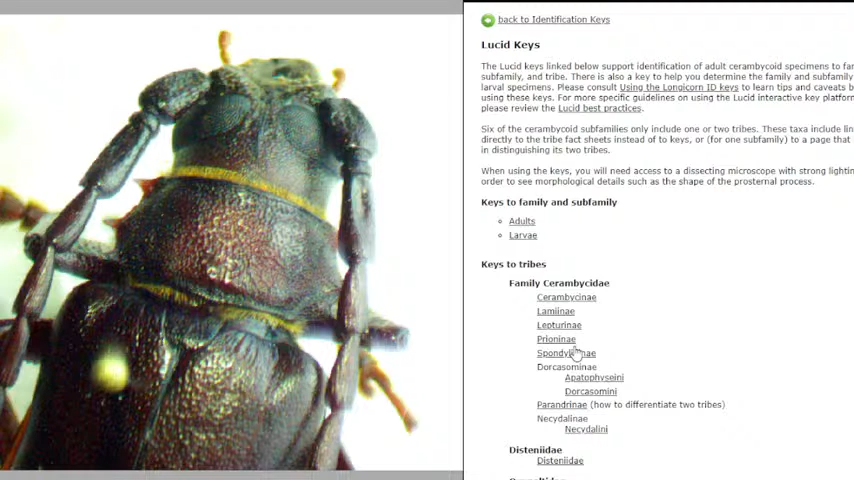 back to Identification Keys
Lucid Keys
The Lucid keys linked below support identification of adult cerambycoid specimens to
subfamily, and tribe. There is also a key to help you determine the family and subfamily
larval specimens. Please consult Using the Longicorn ID keys to learn tips and caveats
using these keys. For more specific guidelines on using the Lucid interactive key
please review the Lucid best practices.
Six of the cerambycoid subfamilies only include one or two tribes. These taxa include
directly to the tribe fact sheets instead of to keys, or (for one subfamily) to a page that
in distinguishing its two tribes.
When using the keys, you will need access to a dissecting microscope with strong
order to see morphological details such as the shape of the prosternal process.
Keys to family and subfamily
Adults
Larvae
Keys to tribes
Family Cerambycidae
Cerambycinae
Lamiinae
Lepturinae
Prioninae
Dorcasominae
Apatophyseini
Dorcasomini
Parandrinae (how to differentiate two tribes)
Necydalinae
Necydalini
Disteniidae
Disteniidae